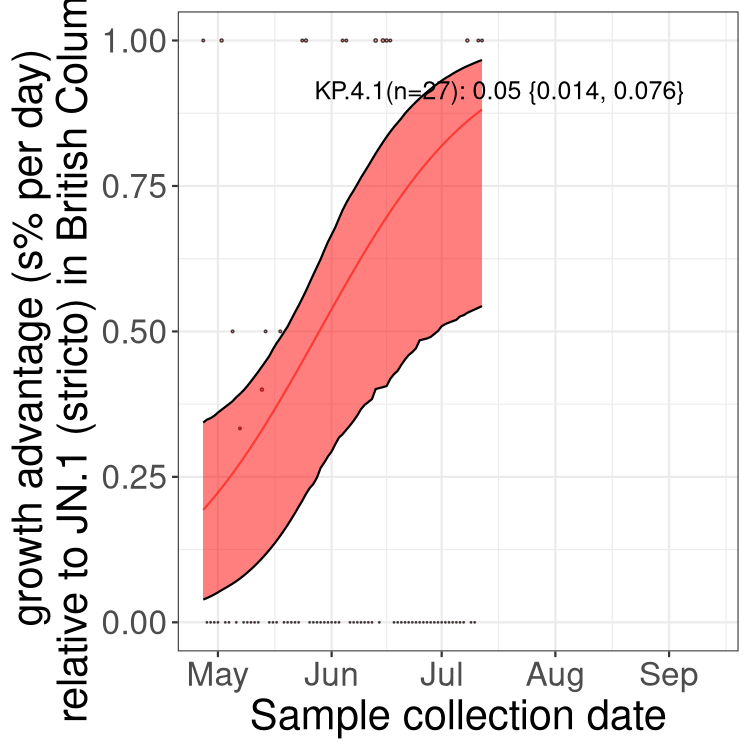 growth advantage (s% per day)
relative to JN.1 (stricto) in British Colum
1.00
0.75
0.50
0.25
0.00
KP.4.1(n=27): 0.05 {0.014, 0.076}
May Jun Jul Aug Sep
Sample collection date